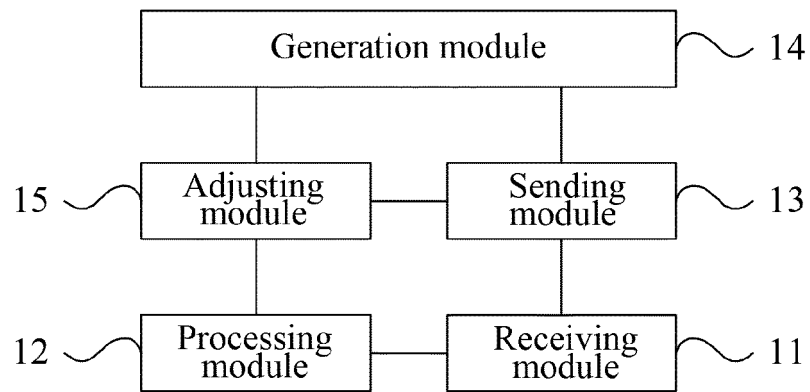 Generation module
14
15
Adjusting
module
Sending
module
13
12
Processing
module
Receiving
module
11